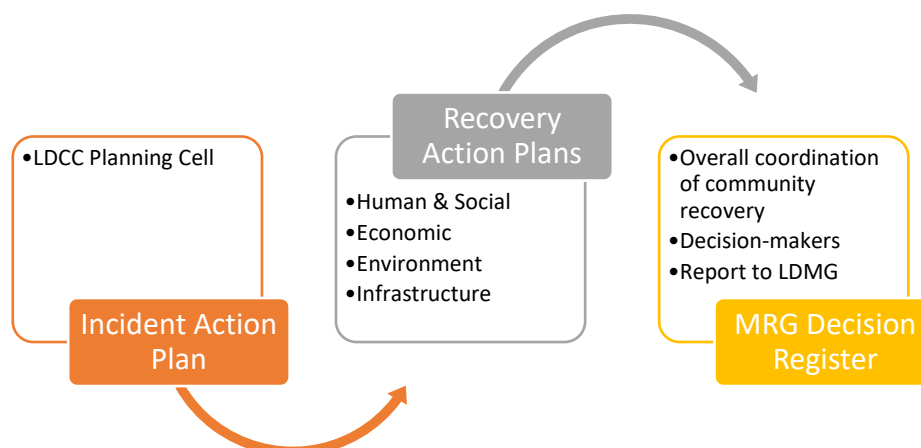 •LDCC Planning Cell
Incident Action
Plan
Recovery
Action Plans
•Human & Social
•Economic
•Environment
•Infrastructure
•Overall coordination
of community
recovery
•Decision-makers
•Report to LDMG
MRG Decision
Register